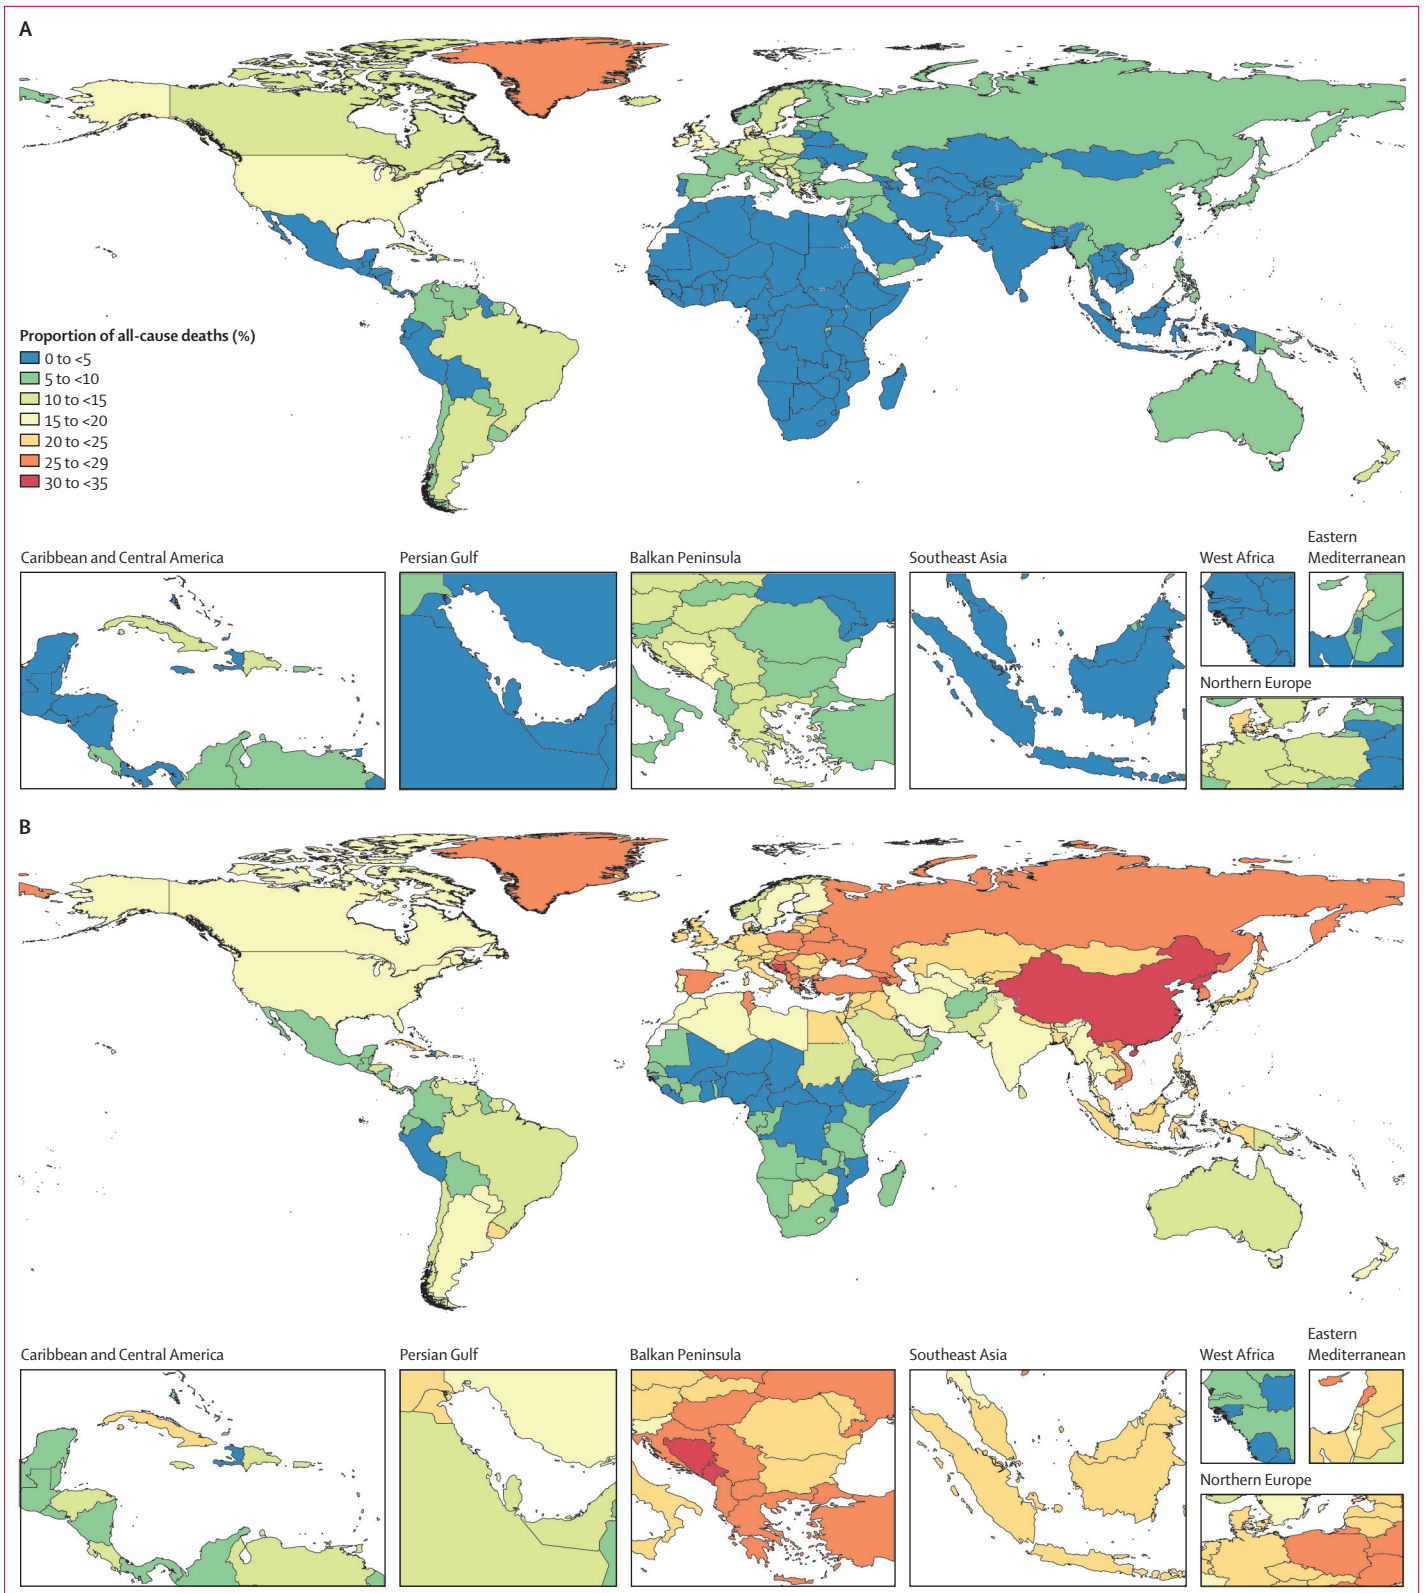 A
Proportion of all-cause deaths (%)
0 to <5
5 to <10
10 to <15
15 to <20
20 to <25
25 to <29
30 to <35
Caribbean and Central America
Persian Gulf
Balkan Peninsula
Southeast Asia
West Africa
Eastern
Mediterranean
Northern Europe
B
Caribbean and Central America
Persian Gulf
Balkan Peninsula
Southeast Asia
West Africa
Eastern
Mediterranean
Northern Europe